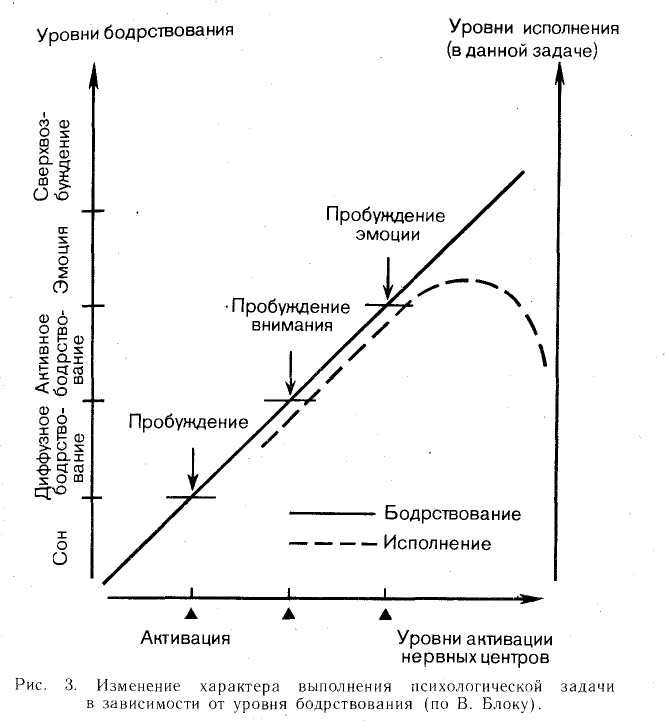 Уровни бодрствования
Уровни исполнения
(в данной задаче)
Сверхвоз-
буждение
Эмоция
Активное
бодрство-
вание
Диффузное
бодрство-
вание
Сон
Пробуждение
эмоции
Пробуждение
внимания
Пробуждение
Бодрствование
Исполнение
Активация
Уровни активации
нервных центров
Рис. 3. Изменение характера выполнения психологической задачи
в зависимости от уровня бодрствования (по В. Блоку).